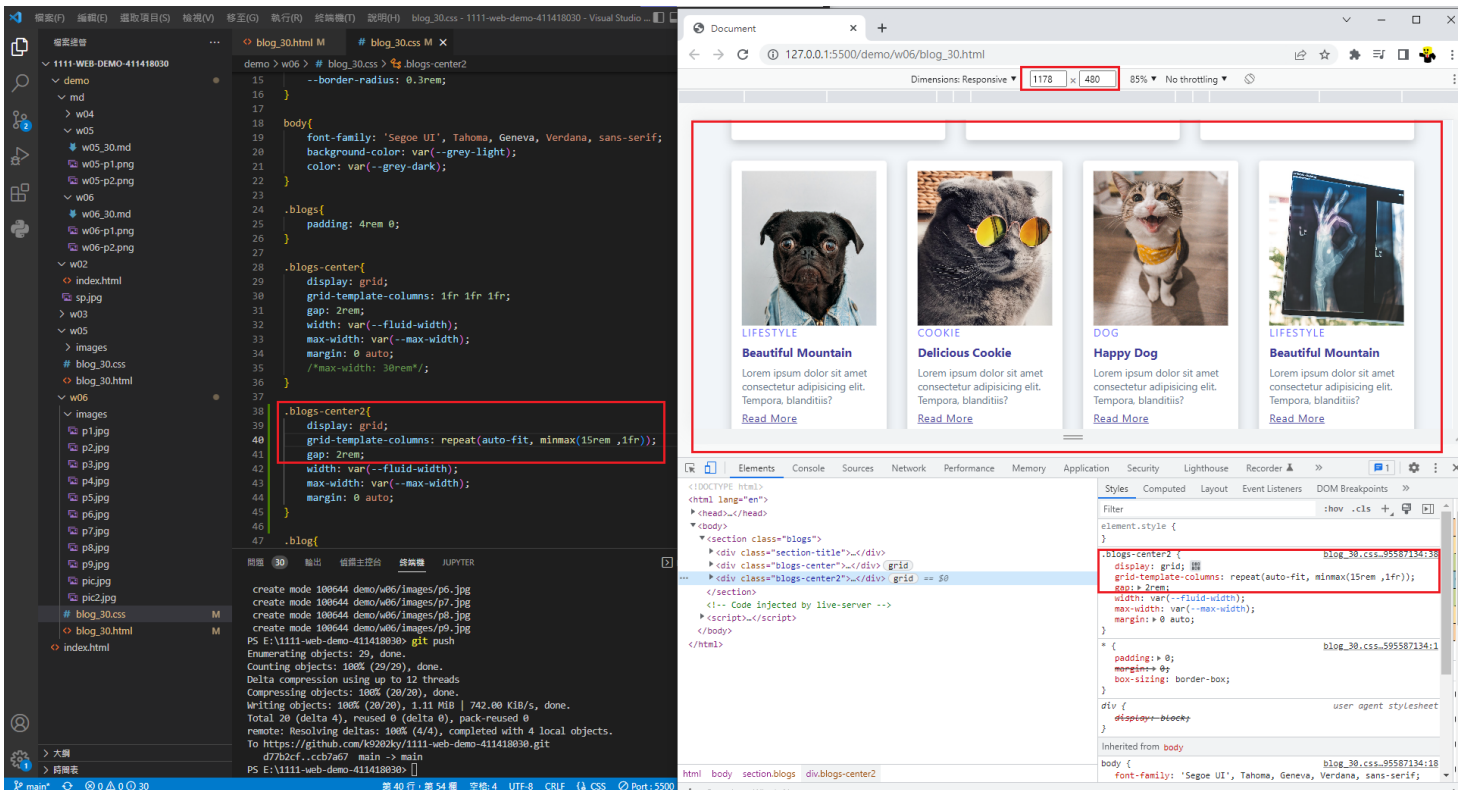 檔案(F) 編輯(E) 選取項目(S) 檢視(V) 移至(G) 執行(R) 終端機(T) 說明(H) blog_30.css - 1111-web-demo-411418030 - Visual Studio ...
檔案總管 ...
1111-WEB-DEMO-411418030
demo
md
w04
w05
w05_30.md
w05-p1.png
w05-p2.png
w06
w06_30.md
w06-p1.png
w06-p2.png
w02
index.html
sp.jpg
w03
w05
images
# blog_30.css
<> blog_30.html
w06
images
p1.jpg
p2.jpg
p3.jpg
p4.jpg
p5.jpg
p6.jpg
p7.jpg
p8.jpg
p9.jpg
pic.jpg
pic2.jpg
# blog_30.css M
<> blog_30.html M
<> index.html
大綱
時間表
<> blog_30.html M # blog_30.css M ×
demo > w06 > # blog_30.css > .blogs-center2
15 --border-radius: 0.3rem;
16 }
17
18 body{
19 font-family: 'Segoe UI', Tahoma, Geneva, Verdana, sans-serif;
20 background-color: var(--grey-light);
21 color: var(--grey-dark);
22 }
23
24 .blogs{
25 padding: 4rem 0;
26 }
27
28 .blogs-center{
29 display: grid;
30 grid-template-columns: 1fr 1fr 1fr;
31 gap: 2rem;
32 width: var(--fluid-width);
33 max-width: var(--max-width);
34 margin: 0 auto;
35 /*max-width: 30rem*/;
36 }
37
38 .blogs-center2{
39 display: grid;
40 grid-template-columns: repeat(auto-fit, minmax(15rem ,1fr));
41 gap: 2rem;
42 width: var(--fluid-width);
43 max-width: var(--max-width);
44 margin: 0 auto;
45 }
46
47 .blog{
問題 30 輸出 偵錯主控台 終端機 JUPYTER
create mode 100644 demo/w06/images/p6.jpg
create mode 100644 demo/w06/images/p7.jpg
create mode 100644 demo/w06/images/p8.jpg
create mode 100644 demo/w06/images/p9.jpg
PS E:\1111-web-demo-411418030> git push
Enumerating objects: 29, done.
Counting objects: 100% (29/29), done.
Delta compression using up to 12 threads
Compressing objects: 100% (20/20), done.
Writing objects: 100% (20/20), 1.11 MiB | 742.00 KiB/s, done.
Total 20 (delta 4), reused 0 (delta 0), pack-reused 0
remote: Resolving deltas: 100% (4/4), completed with 4 local objects.
To https://github.com/k9202ky/1111-web-demo-411418030.git
d77b2cf..ccb7a67 main -> main
PS E:\1111-web-demo-411418030>
main* 0 0 30 第 40 行，第 54 欄 空格: 4 UTF-8 CRLF CSS Port : 5500
Document × +
127.0.0.1:5500/demo/w06/blog_30.html
Dimensions: Responsive 1178 × 480 85% No throttling
LIFESTYLE COOKIE DOG LIFESTYLE
Beautiful Mountain Delicious Cookie Happy Dog Beautiful Mountain
Lorem ipsum dolor sit amet Lorem ipsum dolor sit amet Lorem ipsum dolor sit amet Lorem ipsum dolor sit amet
consectetur adipisicing elit. consectetur adipisicing elit. consectetur adipisicing elit. consectetur adipisicing elit.
Tempora, blanditiis? Tempora, blanditiis? Tempora, blanditiis? Tempora, blanditiis?
Read More Read More Read More Read More
Elements Console Sources Network Performance Memory Application Security Lighthouse Recorder » 1
<!DOCTYPE html>
<html lang="en">
<head>…</head>
<body>
<section class="blogs">
<div class="section-title">…</div>
<div class="blogs-center">…</div> grid
... <div class="blogs-center2">…</div> grid == $0
</section>
<!-- Code injected by live-server -->
<script>…</script>
</body>
</html>
html body section.blogs div.blogs-center2
Styles Computed Layout Event Listeners DOM Breakpoints »
Filter :hov .cls +
element.style {
}
.blogs-center2 { blog_30.css…95587134:38
display: grid;
grid-template-columns: repeat(auto-fit, minmax(15rem ,1fr));
gap: 2rem;
width: var(--fluid-width);
max-width: var(--max-width);
margin: 0 auto;
}
* { blog_30.css…595587134:1
padding: 0;
margin: 0;
box-sizing: border-box;
}
div { user agent stylesheet
display: block;
}
Inherited from body
body { blog_30.css…95587134:18
font-family: 'Segoe UI', Tahoma, Geneva, Verdana, sans-serif;